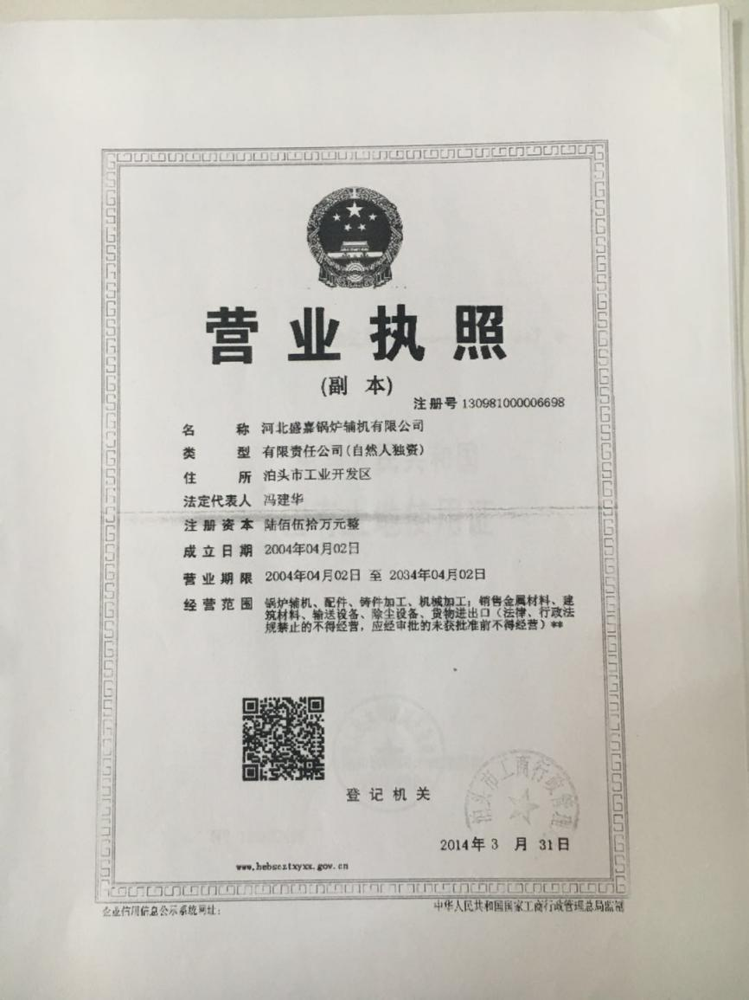 营业执照
(副 本)
注册号 130981000006698
名 称 河北盛嘉锅炉辅机有限公司
类 型 有限责任公司(自然人独资)
住 所 泊头市工业开发区
法定代表人 冯建华
注册资本 陆佰伍拾万元整
成立日期 2004年04月02日
营业期限 2004年04月02日 至 2034年04月02日
经营范围 锅炉辅机、配件、铸件加工、机械加工；销售金属材料、建
筑材料、输送设备、除尘设备、货物进出口（法律、行政法
规禁止的不得经营，应经审批的未获批准前不得经营）**
登记机关
泊头市工商行政管理
2014年 3 月 31日
www.hebscztxyxx.gov.cn
企业信用信息公示系统网址：
中华人民共和国国家工商行政管理总局监制